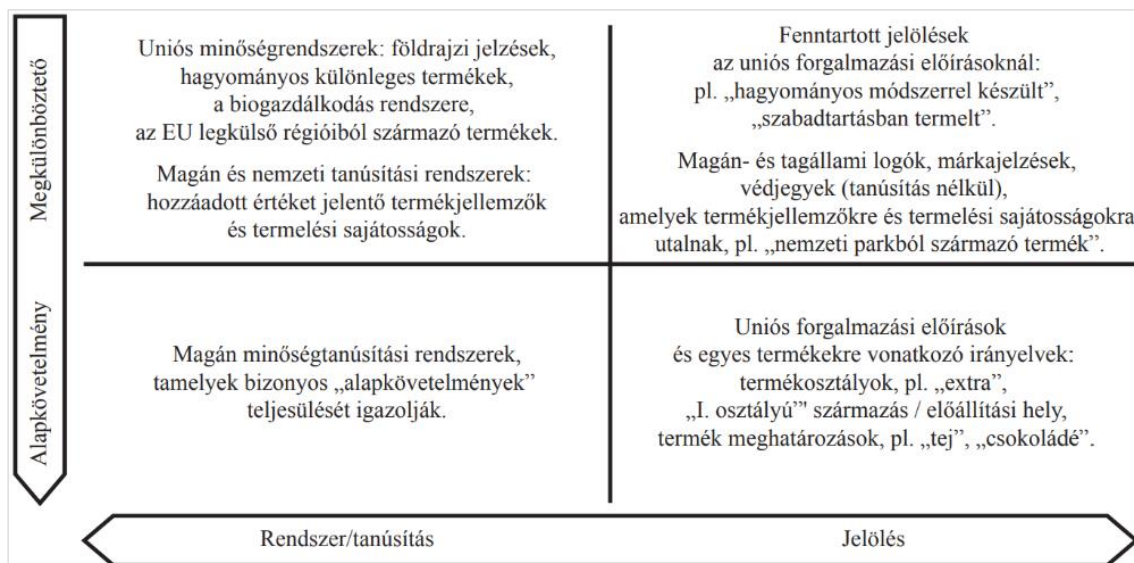 Megkülönböztető
Uniós minőségrendszerek: földrajzi jelzések,
hagyományos különleges termékek,
a biogazdálkodás rendszere,
az EU legkülső régióiból származó termékek.
Magán és nemzeti tanúsítási rendszerek:
hozzáadott értéket jelentő termékjellemzők
és termelési sajátosságok.
Fenntartott jelölések
az uniós forgalmazási előírásoknál:
pl. „hagyományos módszerrel készült”,
„szabadtartásban termelt”.
Magán- és tagállami logók, márkajelzések,
védjegyek (tanúsítás nélkül),
amelyek termékjellemzőkre és termelési sajátosságokra
utalnak, pl. „nemzeti parkból származó termék”.
Alapkövetelmény
Magán minőségtanúsítási rendszerek,
tamelyek bizonyos „alapkövetelmények”
teljesülését igazolják.
Uniós forgalmazási előírások
és egyes termékekre vonatkozó irányelvek:
termékosztályok, pl. „extra”,
„I. osztályú”" származás / előállítási hely,
termék meghatározások, pl. „tej”, „csokoládé”.
Rendszer/tanúsítás
Jelölés